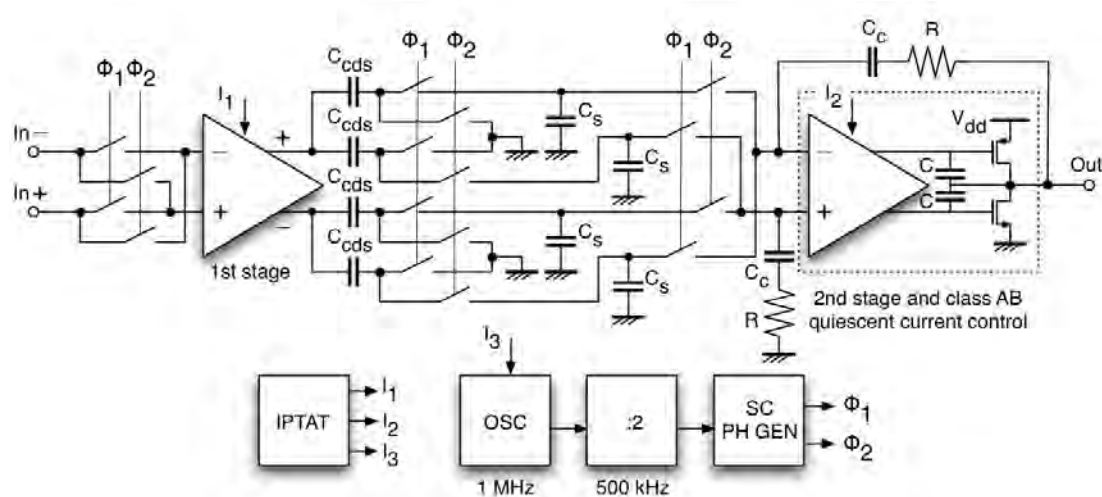 Φ1 Φ2
In−
In+
I1
−
+
+
−
1st stage
Ccds
Ccds
Ccds
Ccds
Φ1 Φ2
Cs
Cs
Cs
Cs
Φ1 Φ2
Cc
R
Cc
R
I2
−
+
Vdd
C
C
Out
2nd stage and class AB
quiescent current control
IPTAT
I1
I2
I3
I3
OSC
1 MHz
:2
500 kHz
SC
PH GEN
Φ1
Φ2